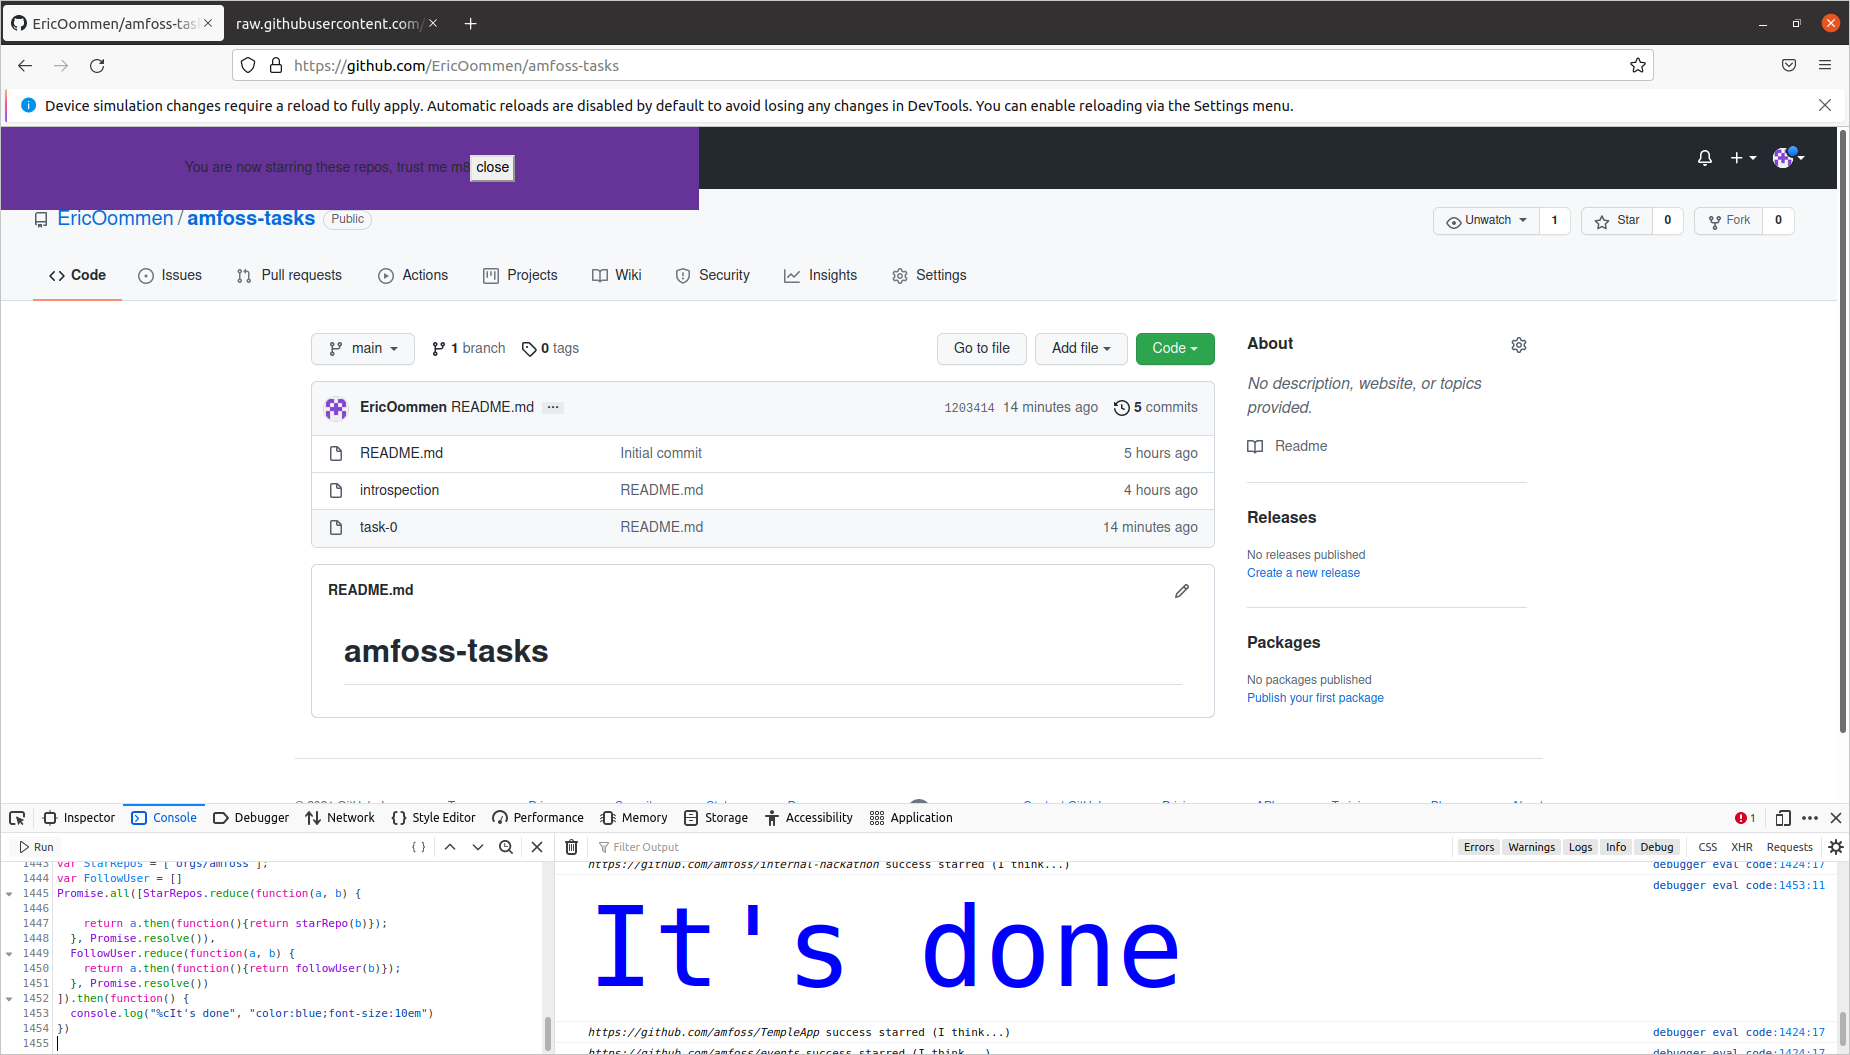 EricOommen/amfoss-tas
raw.githubusercontent.com/
https://github.com/EricOommen/amfoss-tasks
Device simulation changes require a reload to fully apply. Automatic reloads are disabled by default to avoid losing any changes in DevTools. You can enable reloading via the Settings menu.
You are now starring these repos, trust me m8 close
EricOommen / amfoss-tasks Public
Unwatch 1 Star 0 Fork 0
Code Issues Pull requests Actions Projects Wiki Security Insights Settings
main 1 branch 0 tags Go to file Add file Code
EricOommen README.md ... 1203414 14 minutes ago 5 commits
README.md Initial commit 5 hours ago
introspection README.md 4 hours ago
task-0 README.md 14 minutes ago
README.md
amfoss-tasks
About
No description, website, or topics
provided.
Readme
Releases
No releases published
Create a new release
Packages
No packages published
Publish your first package
Inspector Console Debugger Network Style Editor Performance Memory Storage Accessibility Application 1
Run { } Filter Output Errors Warnings Logs Info Debug CSS XHR Requests
1443 var StarRepos = ["orgs/amfoss"];
1444 var FollowUser = []
1445 Promise.all([StarRepos.reduce(function(a, b) {
1446
1447 return a.then(function(){return starRepo(b)});
1448 }, Promise.resolve()),
1449 FollowUser.reduce(function(a, b) {
1450 return a.then(function(){return followUser(b)});
1451 }, Promise.resolve())
1452 ]).then(function() {
1453 console.log("%cIt's done", "color:blue;font-size:10em")
1454 })
1455
https://github.com/amfoss/internal-hackathon success starred (I think...) debugger eval code:1424:17
debugger eval code:1453:11
It's done
https://github.com/amfoss/TempleApp success starred (I think...) debugger eval code:1424:17
https://github.com/amfoss/events success starred (I think...) debugger eval code:1424:17